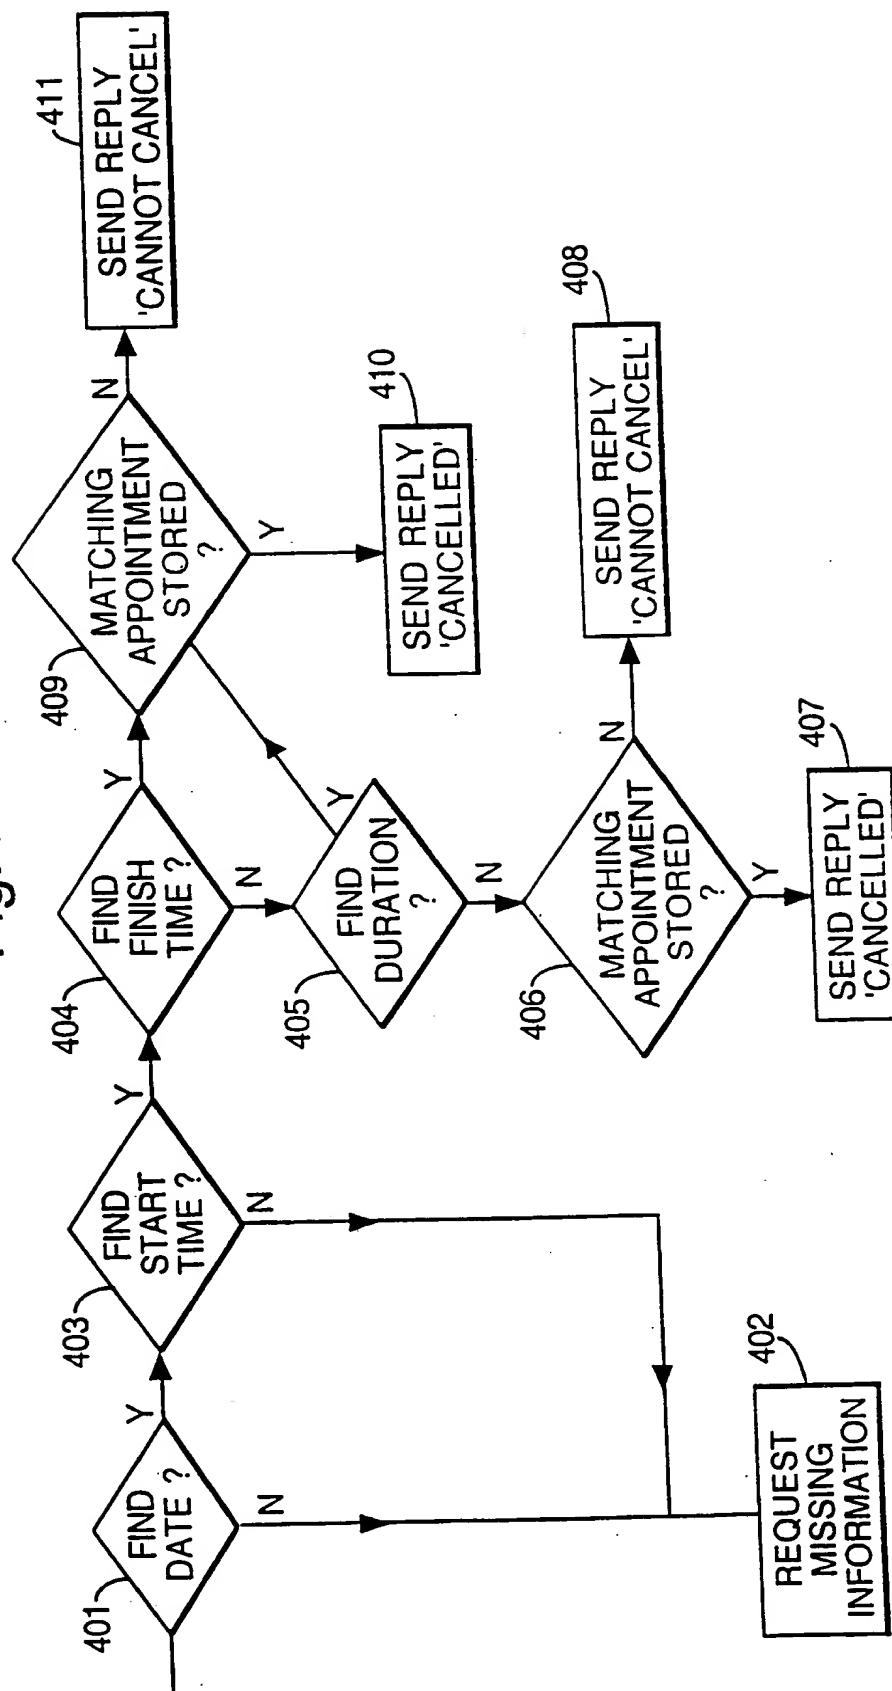 Fig.
401
FIND
DATE ?
Y
N
403
FIND
START
TIME ?
Y
N
402
REQUEST
MISSING
INFORMATION
404
FIND
FINISH
TIME ?
Y
N
405
FIND
DURATION
?
Y
N
406
MATCHING
APPOINTMENT
STORED
?
N
Y
407
SEND REPLY
'CANCELLED'
408
SEND REPLY
'CANNOT CANCEL'
409
MATCHING
APPOINTMENT
STORED
?
N
Y
410
SEND REPLY
'CANCELLED'
411
SEND REPLY
'CANNOT CANCEL'